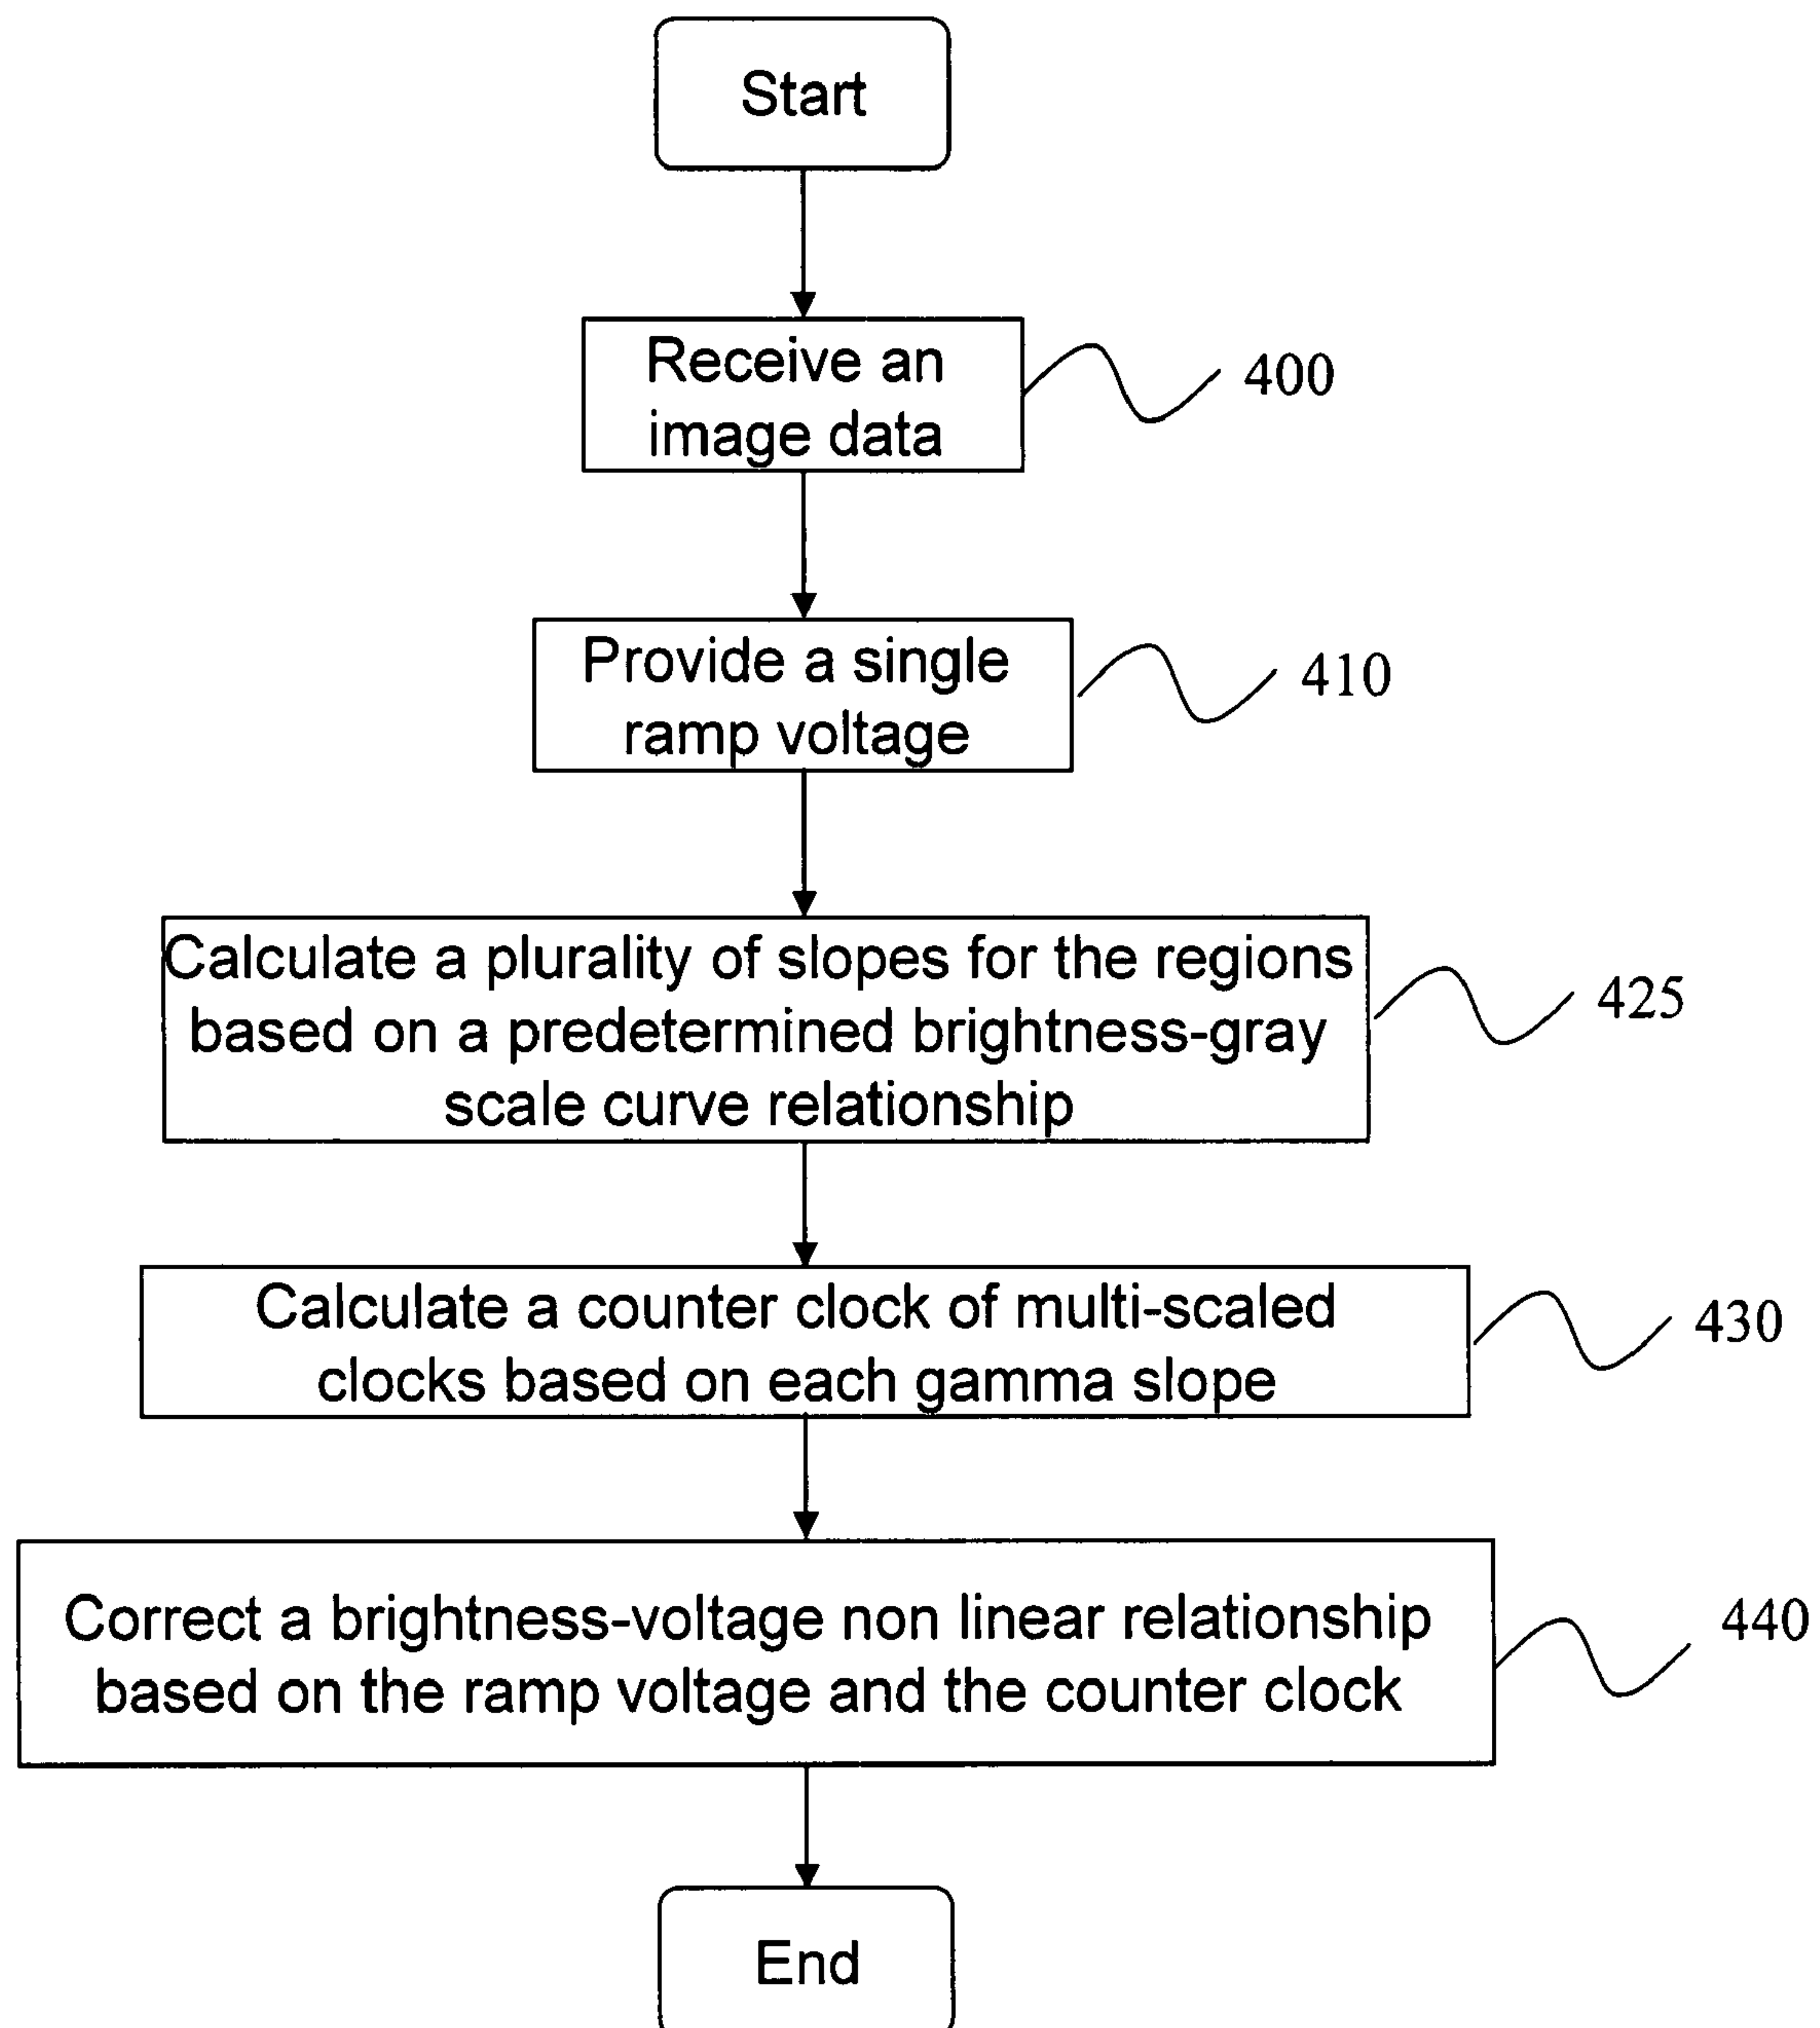 Start
Receive an
image data
400
Provide a single
ramp voltage
410
Calculate a plurality of slopes for the regions
based on a predetermined brightness-gray
scale curve relationship
425
Calculate a counter clock of multi-scaled
clocks based on each gamma slope
430
Correct a brightness-voltage non linear relationship
based on the ramp voltage and the counter clock
440
End